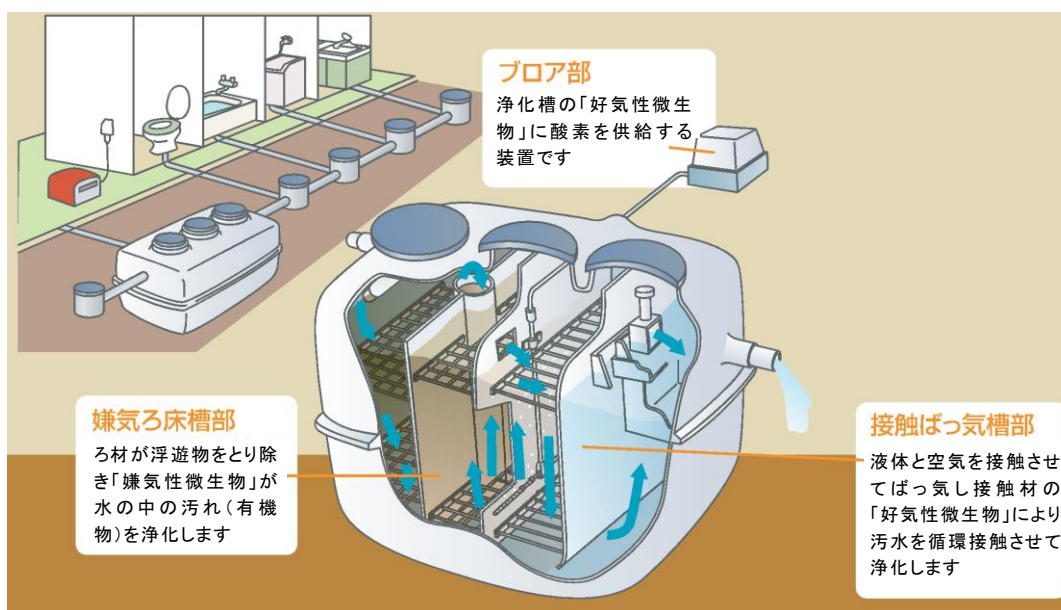 ブロア部
浄化槽の「好気性微生
物」に酸素を供給する
装置です
嫌気ろ床槽部
ろ材が浮遊物をとり除
き「嫌気性微生物」が
水の中の汚れ(有機
物)を浄化します
接触ばっ気槽部
液体と空気を接触させ
てばっ気し接触材の
「好気性微生物」により
汚水を循環接触させて
浄化します